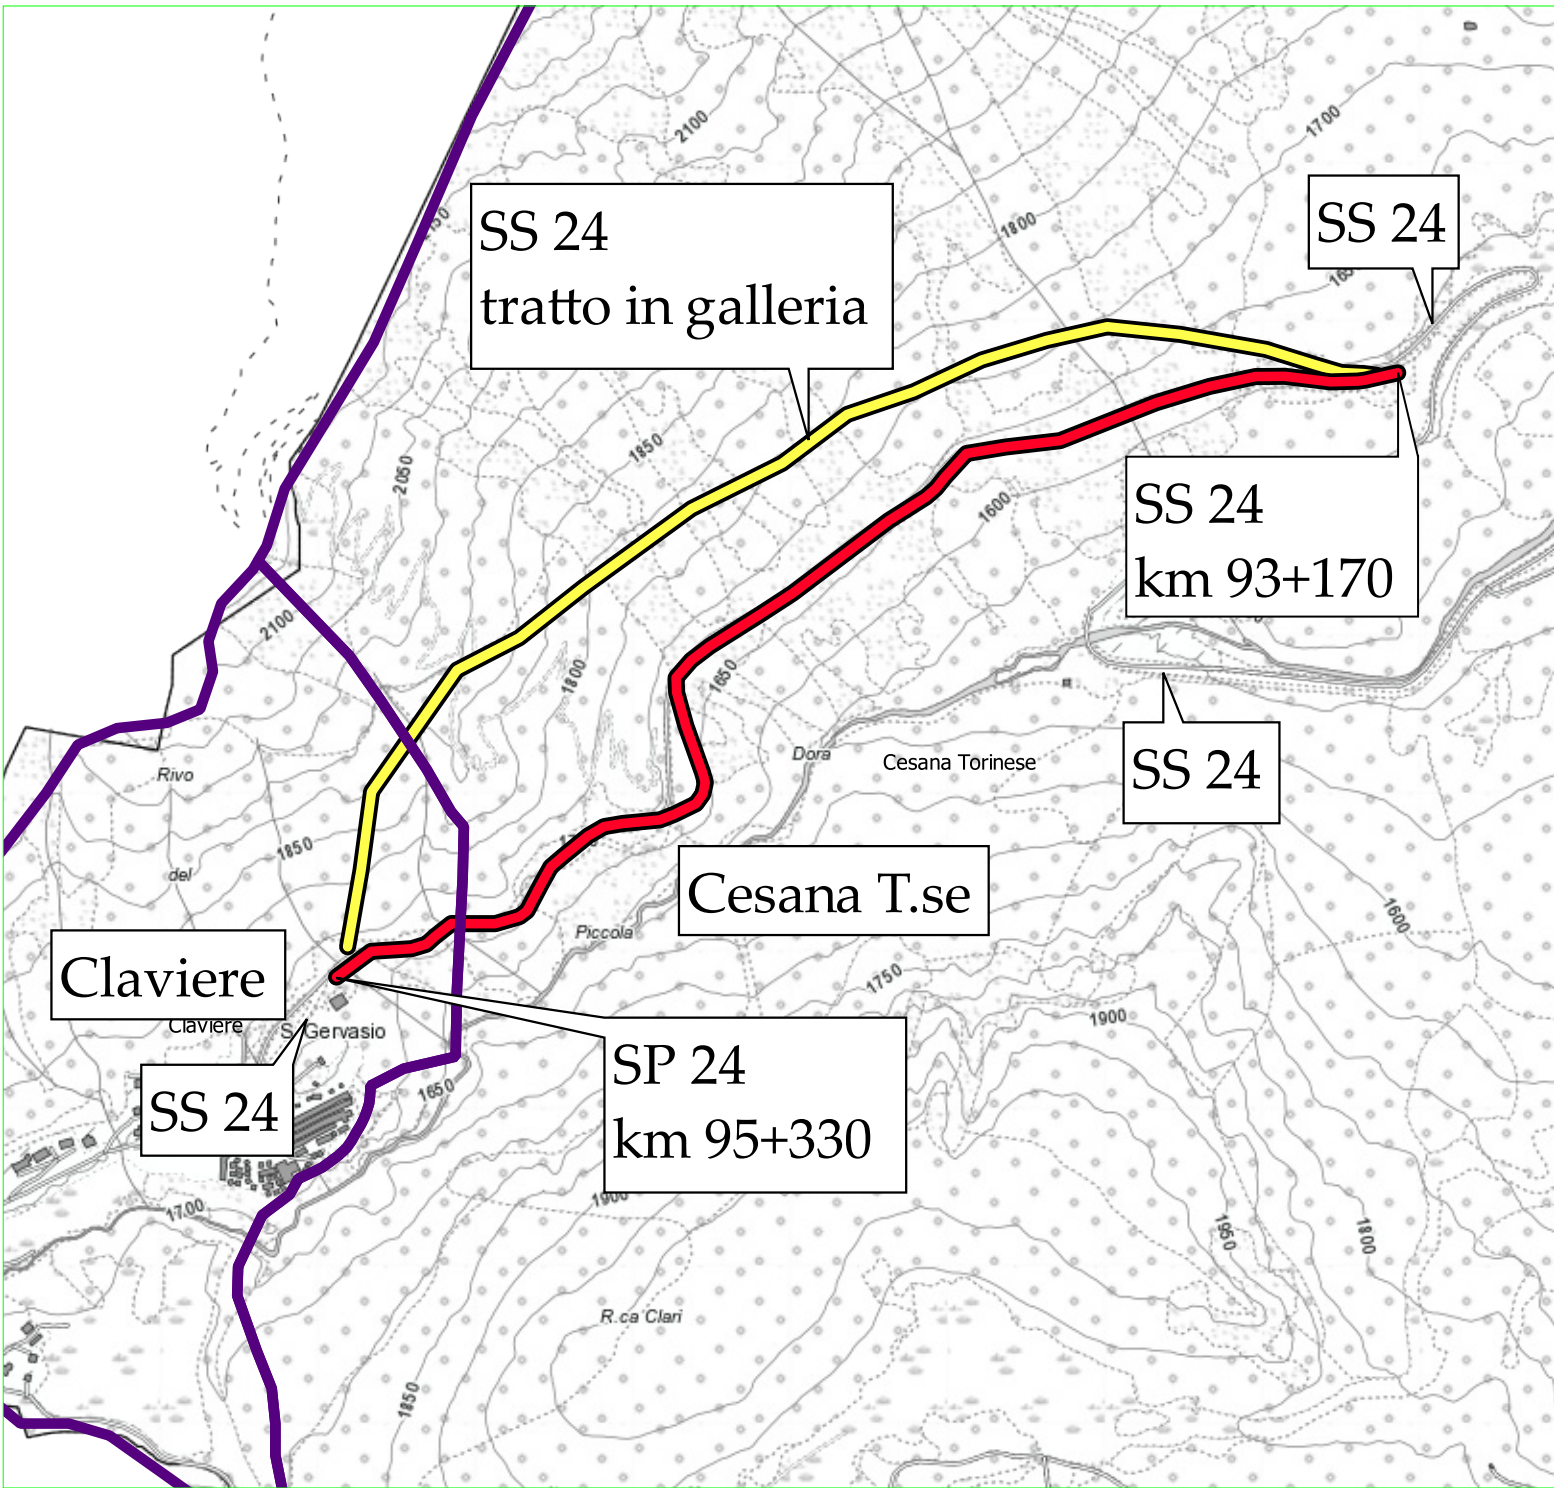 2100
1700
SS 24
SS 24
tratto in galleria
1800
1850
2050
1600
SS 24
km 93+170
2100
1800
1650
Rivo
Dora
Cesana Torinese
SS 24
1850
del
Cesana T.se
1600
Piccola
Claviere
1750
Claviere
S. Gervasio
1900
SP 24
km 95+330
SS 24
1650
1700
1900
1950
1800
R.ca Clari
1850